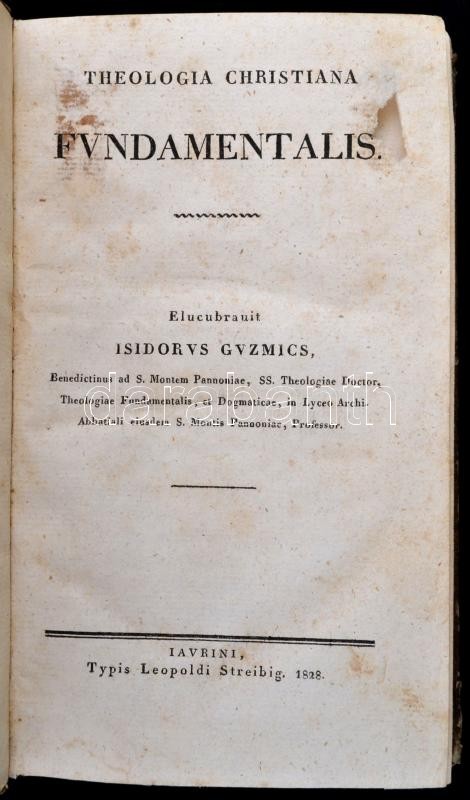 THEOLOGIA CHRISTIANA
FVNDAMENTALIS.
Elucubrauit
ISIDORVS GVZMICS,
Benedictinus ad S. Montem Pannoniae, SS. Theologiae Doctor,
Theologiae Fundamentalis, et Dogmaticae, in Lyceo Archi-
darabanth
Abbatiali eiusdem S. Montis Pannoniae, Professor.
IAVRINI,
Typis Leopoldi Streibig. 1828.